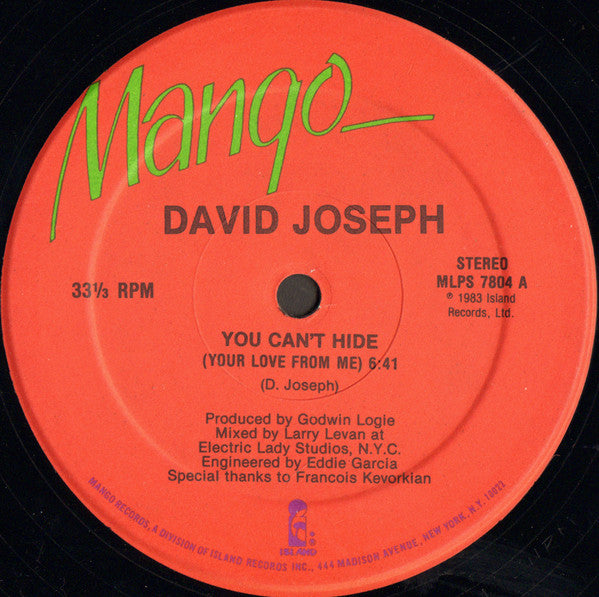 Mango
DAVID JOSEPH
33⅓ RPM
STEREO
MLPS 7804 A
℗ 1983 Island
Records, Ltd.
YOU CAN'T HIDE
(YOUR LOVE FROM ME) 6:41
(D. Joseph)
Produced by Godwin Logie
Mixed by Larry Levan at
Electric Lady Studios, N.Y.C.
Engineered by Eddie Garcia
Special thanks to Francois Kevorkian
ISLAND
MANGO RECORDS, A DIVISION OF ISLAND RECORDS INC., 444 MADISON AVENUE, NEW YORK, N.Y. 10022